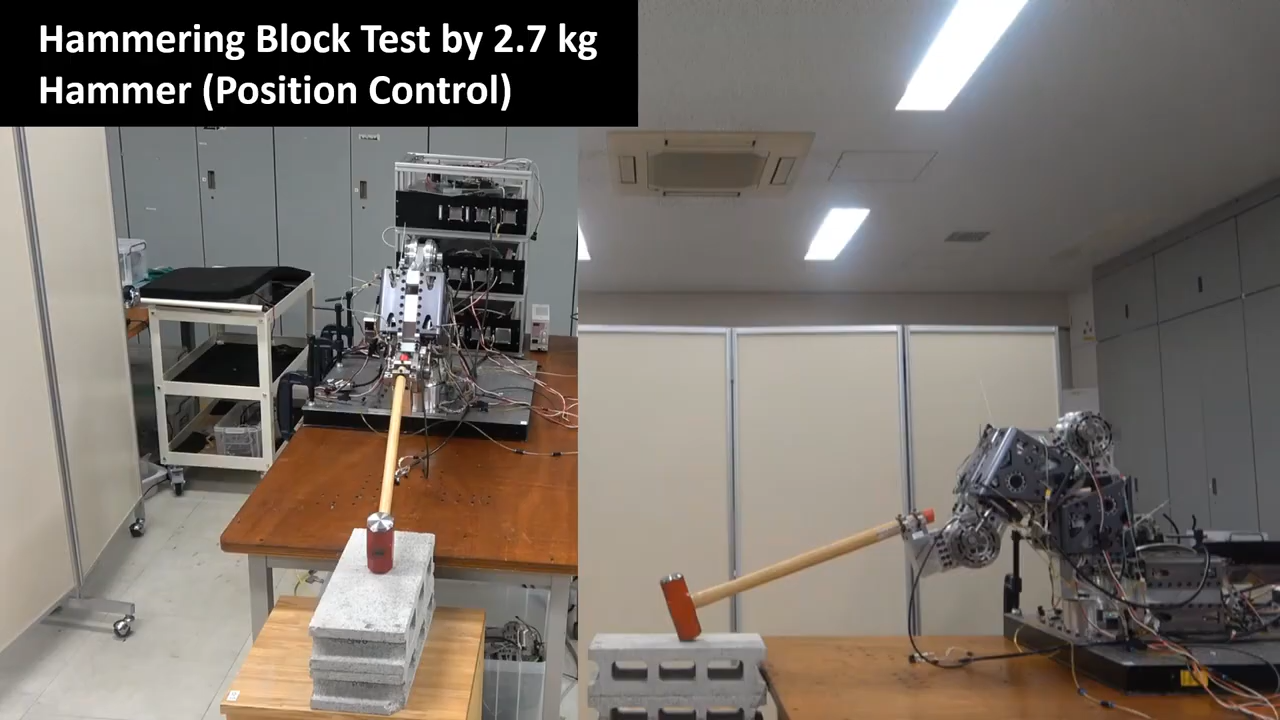 Hammering Block Test by 2.7 kg
Hammer (Position Control)